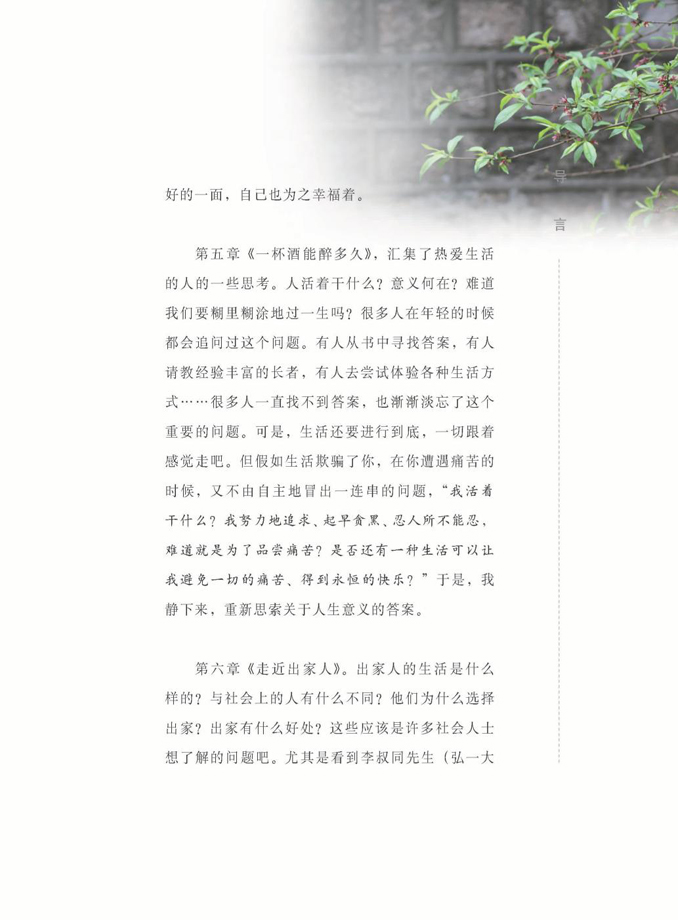 好的一面，自己也为之幸福着。
导
言
第五章《一杯酒能醉多久》，汇集了热爱生活
的人的一些思考。人活着干什么？意义何在？难道
我们要糊里糊涂地过一生吗？很多人在年轻的时候
都会追问过这个问题。有人从书中寻找答案，有人
请教经验丰富的长者，有人去尝试体验各种生活方
式……很多人一直找不到答案，也渐渐淡忘了这个
重要的问题。可是，生活还要进行到底，一切跟着
感觉走吧。但假如生活欺骗了你，在你遭遇痛苦的
时候，又不由自主地冒出一连串的问题，“我活着
干什么？我努力地追求、起早贪黑、忍人所不能忍，
难道就是为了品尝痛苦？是否还有一种生活可以让
我避免一切的痛苦、得到永恒的快乐？”于是，我
静下来，重新思索关于人生意义的答案。
第六章《走近出家人》。出家人的生活是什么
样的？与社会上的人有什么不同？他们为什么选择
出家？出家有什么好处？这些应该是许多社会人士
想了解的问题吧。尤其是看到李叔同先生（弘一大